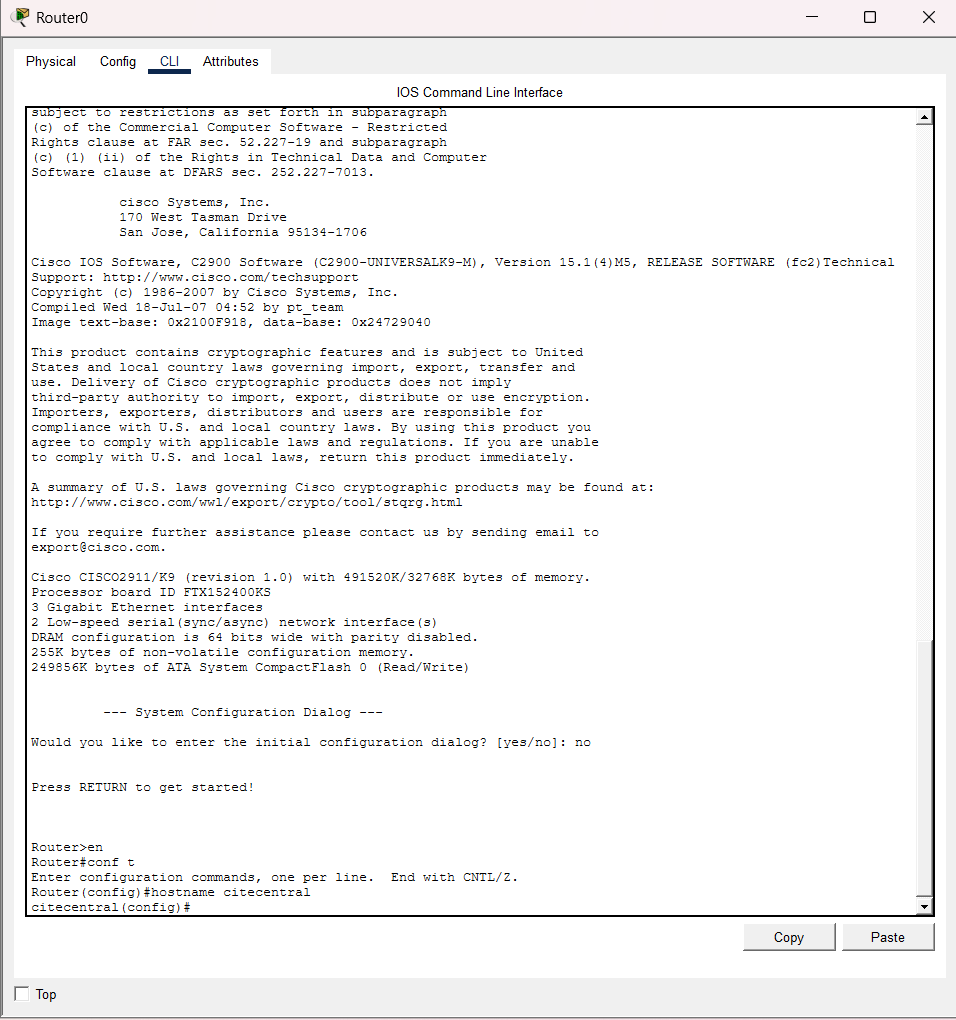 Router0
Physical Config CLI Attributes
IOS Command Line Interface
subject to restrictions as set forth in subparagraph
(c) of the Commercial Computer Software - Restricted
Rights clause at FAR sec. 52.227-19 and subparagraph
(c) (1) (ii) of the Rights in Technical Data and Computer
Software clause at DFARS sec. 252.227-7013.
cisco Systems, Inc.
170 West Tasman Drive
San Jose, California 95134-1706
Cisco IOS Software, C2900 Software (C2900-UNIVERSALK9-M), Version 15.1(4)M5, RELEASE SOFTWARE (fc2)Technical
Support: http://www.cisco.com/techsupport
Copyright (c) 1986-2007 by Cisco Systems, Inc.
Compiled Wed 18-Jul-07 04:52 by pt_team
Image text-base: 0x2100F918, data-base: 0x24729040
This product contains cryptographic features and is subject to United
States and local country laws governing import, export, transfer and
use. Delivery of Cisco cryptographic products does not imply
third-party authority to import, export, distribute or use encryption.
Importers, exporters, distributors and users are responsible for
compliance with U.S. and local country laws. By using this product you
agree to comply with applicable laws and regulations. If you are unable
to comply with U.S. and local laws, return this product immediately.
A summary of U.S. laws governing Cisco cryptographic products may be found at:
http://www.cisco.com/wwl/export/crypto/tool/stqrg.html
If you require further assistance please contact us by sending email to
export@cisco.com.
Cisco CISCO2911/K9 (revision 1.0) with 491520K/32768K bytes of memory.
Processor board ID FTX152400KS
3 Gigabit Ethernet interfaces
2 Low-speed serial(sync/async) network interface(s)
DRAM configuration is 64 bits wide with parity disabled.
255K bytes of non-volatile configuration memory.
249856K bytes of ATA System CompactFlash 0 (Read/Write)
--- System Configuration Dialog ---
Would you like to enter the initial configuration dialog? [yes/no]: no
Press RETURN to get started!
Router>en
Router#conf t
Enter configuration commands, one per line.  End with CNTL/Z.
Router(config)#hostname citecentral
citecentral(config)#
Copy Paste
Top